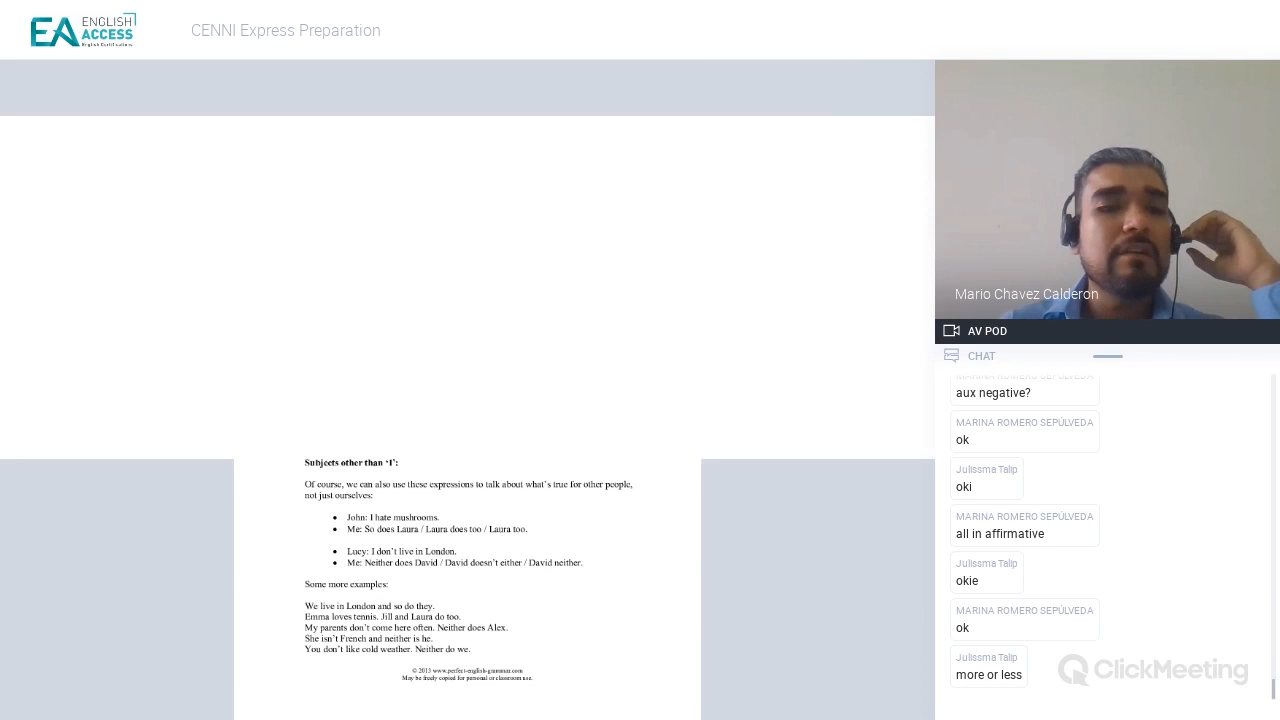 EA ENGLISH ACCESS
English Certifications
CENNI Express Preparation
Mario Chavez Calderon
AV POD
CHAT
MARINA ROMERO SEPÚLVEDA
aux negative?
MARINA ROMERO SEPÚLVEDA
ok
Julissma Talip
oki
MARINA ROMERO SEPÚLVEDA
all in affirmative
Julissma Talip
okie
MARINA ROMERO SEPÚLVEDA
ok
Julissma Talip
more or less
ClickMeeting
Subjects other than ‘I’:
Of course, we can also use these expressions to talk about what’s true for other people,
not just ourselves:
• John: I hate mushrooms.
• Me: So does Laura / Laura does too / Laura too.
• Lucy: I don’t live in London.
• Me: Neither does David / David doesn’t either / David neither.
Some more examples:
We live in London and so do they.
Emma loves tennis. Jill and Laura do too.
My parents don’t come here often. Neither does Alex.
She isn’t French and neither is he.
You don’t like cold weather. Neither do we.
© 2013 www.perfect-english-grammar.com
May be freely copied for personal or classroom use.